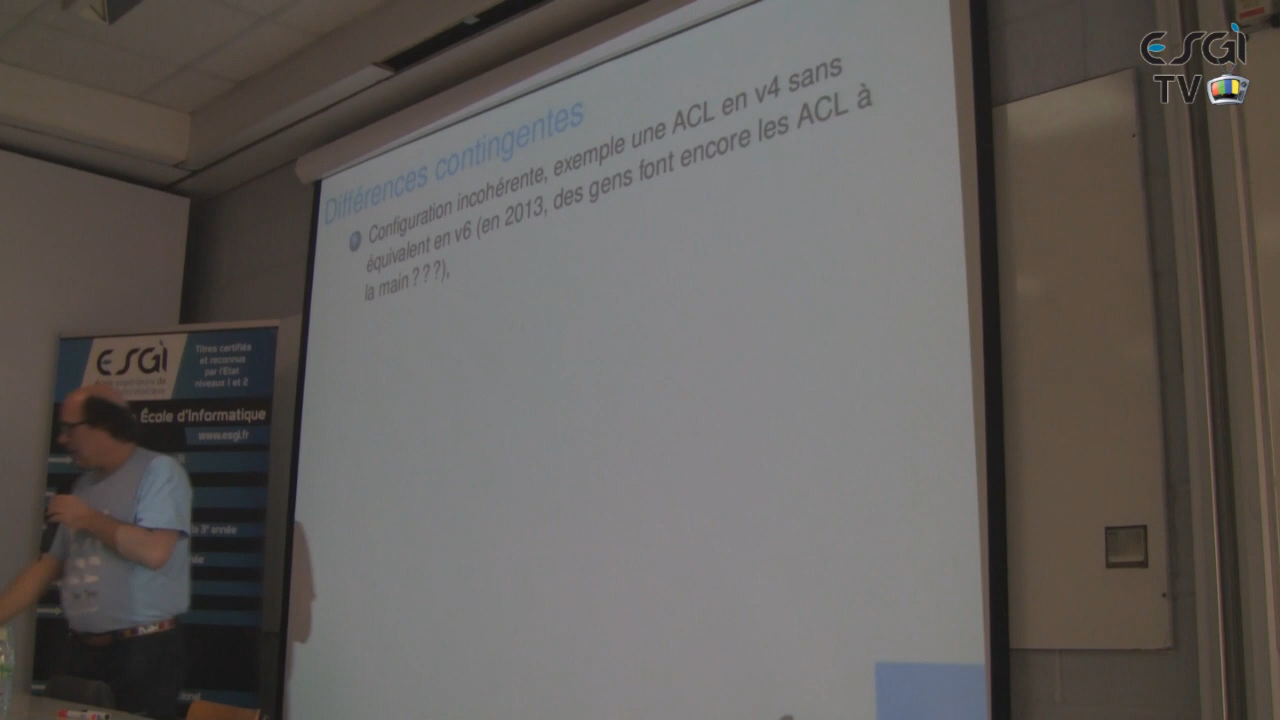 ESGI
TV
Différences contingentes
Configuration incohérente, exemple une ACL en v4 sans
équivalent en v6 (en 2013, des gens font encore les ACL à
la main ? ? ?),
ESGI
Titres certifiés
et reconnus
par l'Etat
niveaux I et 2
École d'Informatique
www.esgi.fr
3e année